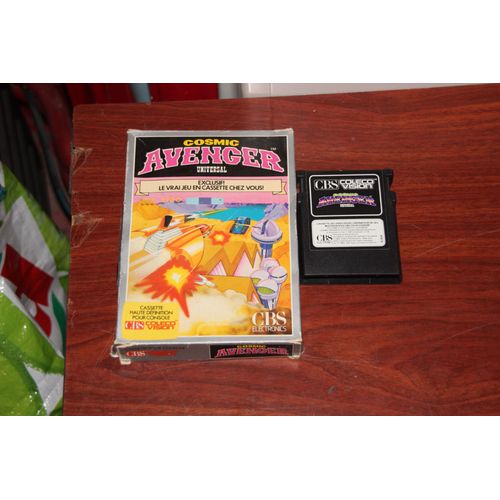 COSMIC
AVENGER
TM
UNIVERSAL
EXCLUSIF!
LE VRAI JEU EN CASSETTE CHEZ VOUS!
CASSETTE
HAUTE DÉFINITION
POUR CONSOLE
CBS COLECO
VISION
CBS
ELECTRONICS
CBS
COSMIC
AVENGER
CBS COLECO
VISION